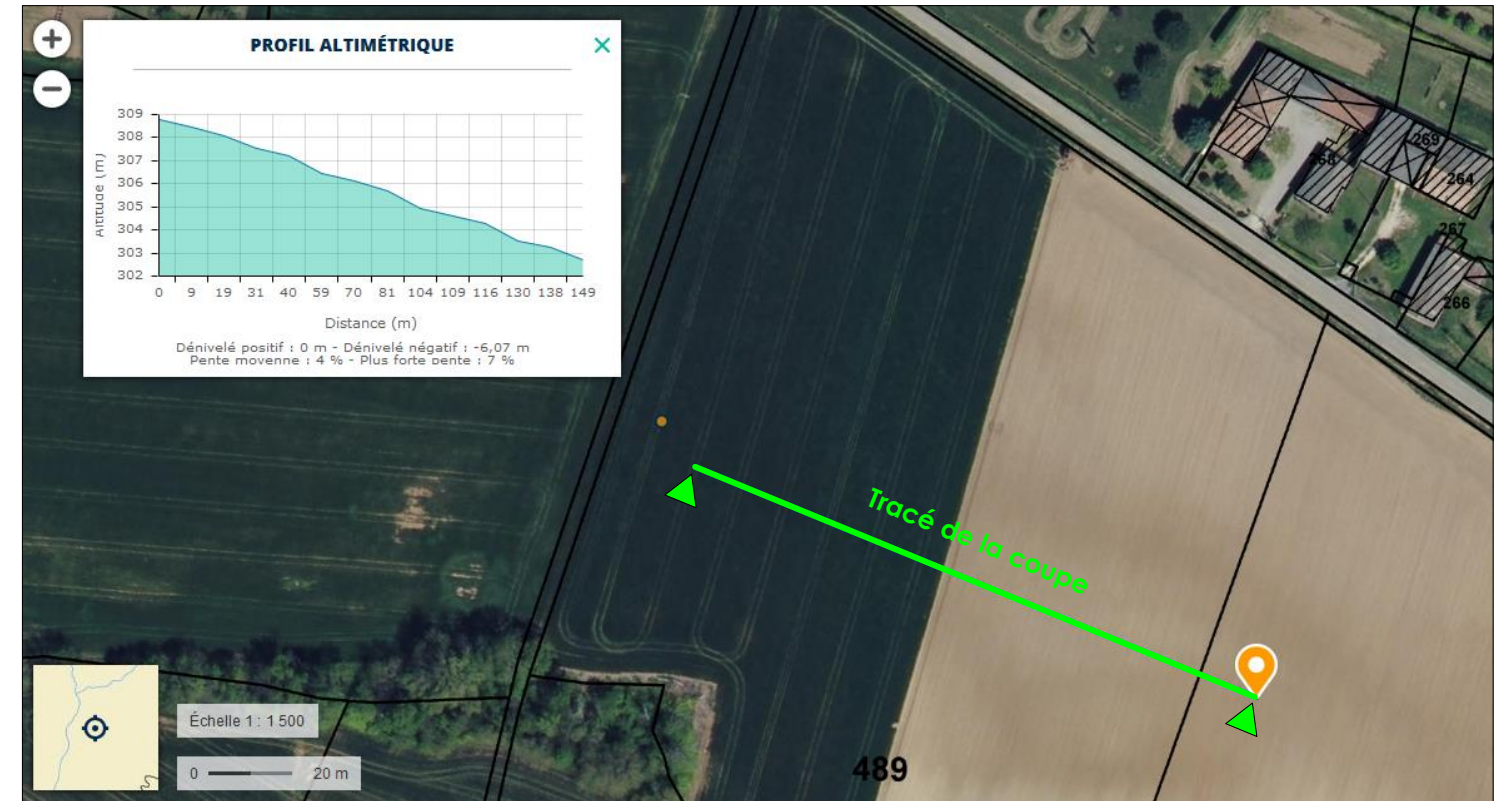 PROFIL ALTIMÉTRIQUE
309
308
307
306
305
304
303
302
Altitude (m)
0 9 19 31 40 59 70 81 104 109 116 130 138 149
Distance (m)
Dénivelé positif : 0 m - Dénivelé négatif : -6,07 m
Pente moyenne : 4 % - Plus forte pente : 7 %
269
268
264
267
266
Tracé de la coupe
Échelle 1 : 1 500
0 20 m
489